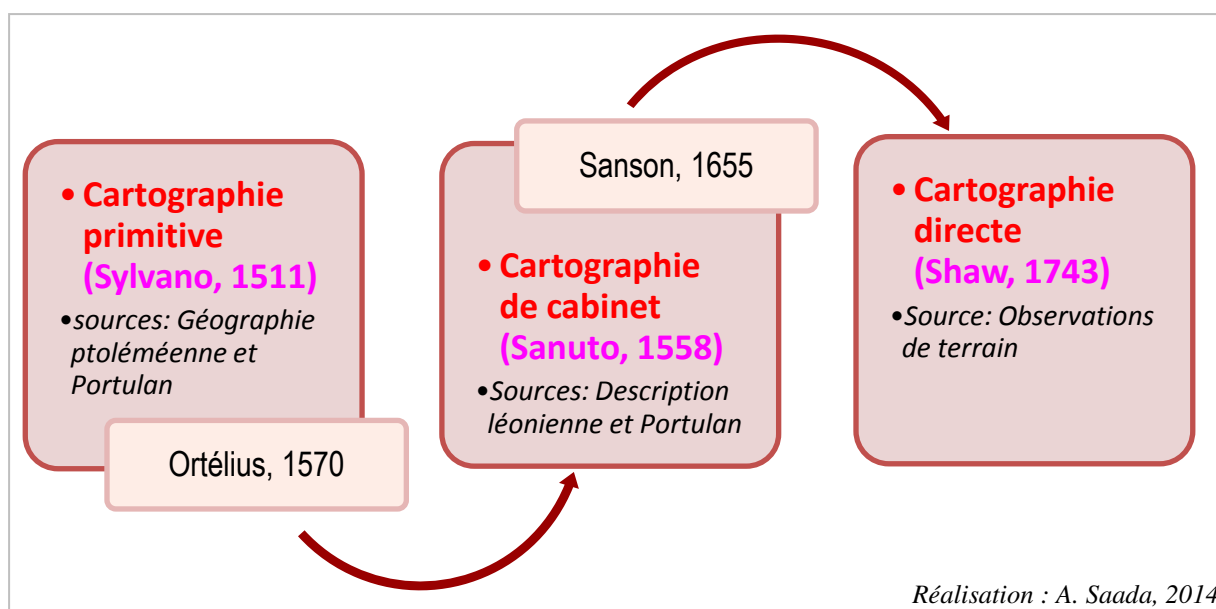 • Cartographie
primitive
(Sylvano, 1511)
•sources: Géographie
ptoléméenne et
Portulan
Ortélius, 1570
Sanson, 1655
• Cartographie
de cabinet
(Sanuto, 1558)
•Sources: Description
léonienne et Portulan
• Cartographie
directe
(Shaw, 1743)
•Source: Observations
de terrain
Réalisation : A. Saada, 2014